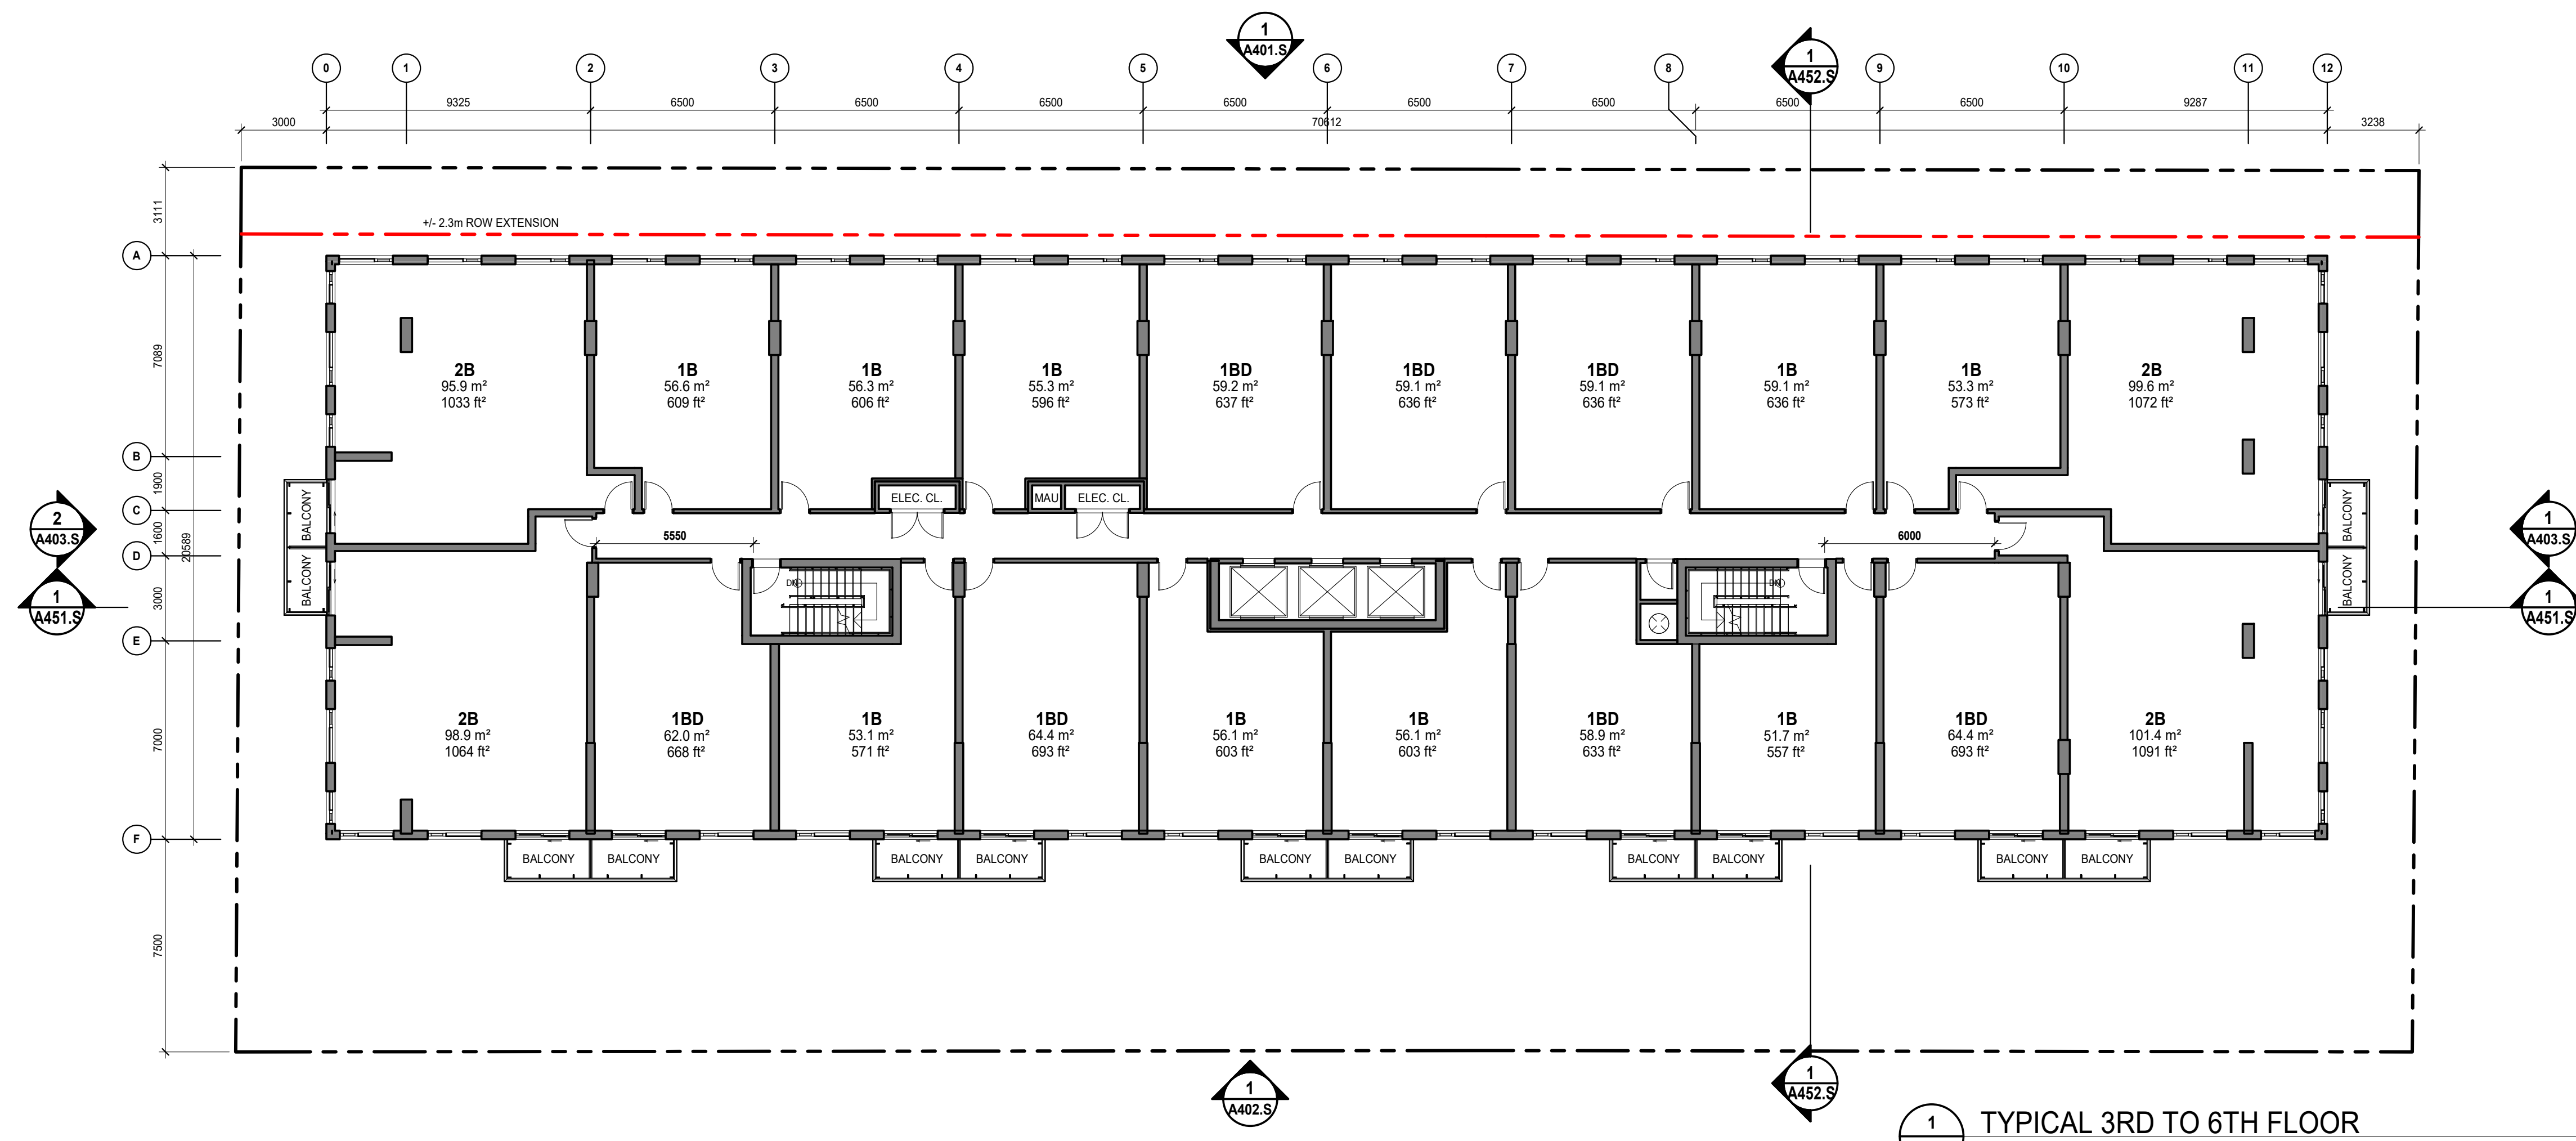 1
A401.S
1
A452.S
0
1
2
3
4
5
6
7
8
9
10
11
12
9325
6500
6500
6500
6500
6500
6500
6500
6500
9287
3000
70612
3238
3111
+/- 2.3m ROW EXTENSION
A
7089
2B
95.9 m²
1033 ft²
1B
56.6 m²
609 ft²
1B
56.3 m²
606 ft²
1B
55.3 m²
596 ft²
1BD
59.2 m²
637 ft²
1BD
59.1 m²
636 ft²
1BD
59.1 m²
636 ft²
1B
59.1 m²
636 ft²
1B
53.3 m²
573 ft²
2B
99.6 m²
1072 ft²
B
1900
C
1600
D
20589
2
A403.S
1
A451.S
BALCONY
BALCONY
ELEC. CL.
MAU
ELEC. CL.
5550
6000
DN
DN
BALCONY
BALCONY
1
A403.S
1
A451.S
3000
E
7000
2B
98.9 m²
1064 ft²
1BD
62.0 m²
668 ft²
1B
53.1 m²
571 ft²
1BD
64.4 m²
693 ft²
1B
56.1 m²
603 ft²
1B
56.1 m²
603 ft²
1BD
58.9 m²
633 ft²
1B
51.7 m²
557 ft²
1BD
64.4 m²
693 ft²
2B
101.4 m²
1091 ft²
F
BALCONY
BALCONY
BALCONY
BALCONY
BALCONY
BALCONY
BALCONY
BALCONY
BALCONY
BALCONY
7500
1
A402.S
1
A452.S
1
TYPICAL 3RD TO 6TH FLOOR